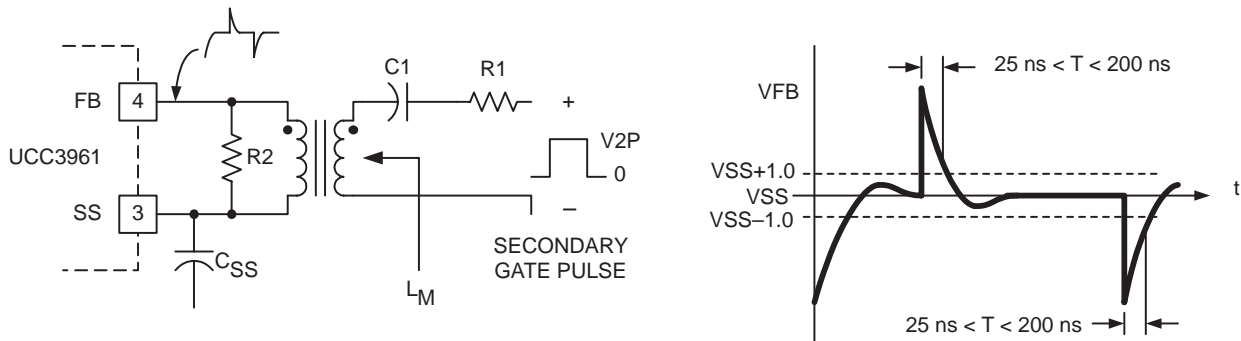 FB
4
UCC3961
SS
3
R2
C_SS
C1
R1
+
V2P
0
−
SECONDARY
GATE PULSE
L_M
25 ns < T < 200 ns
VFB
VSS+1.0
VSS
VSS–1.0
t
25 ns < T < 200 ns